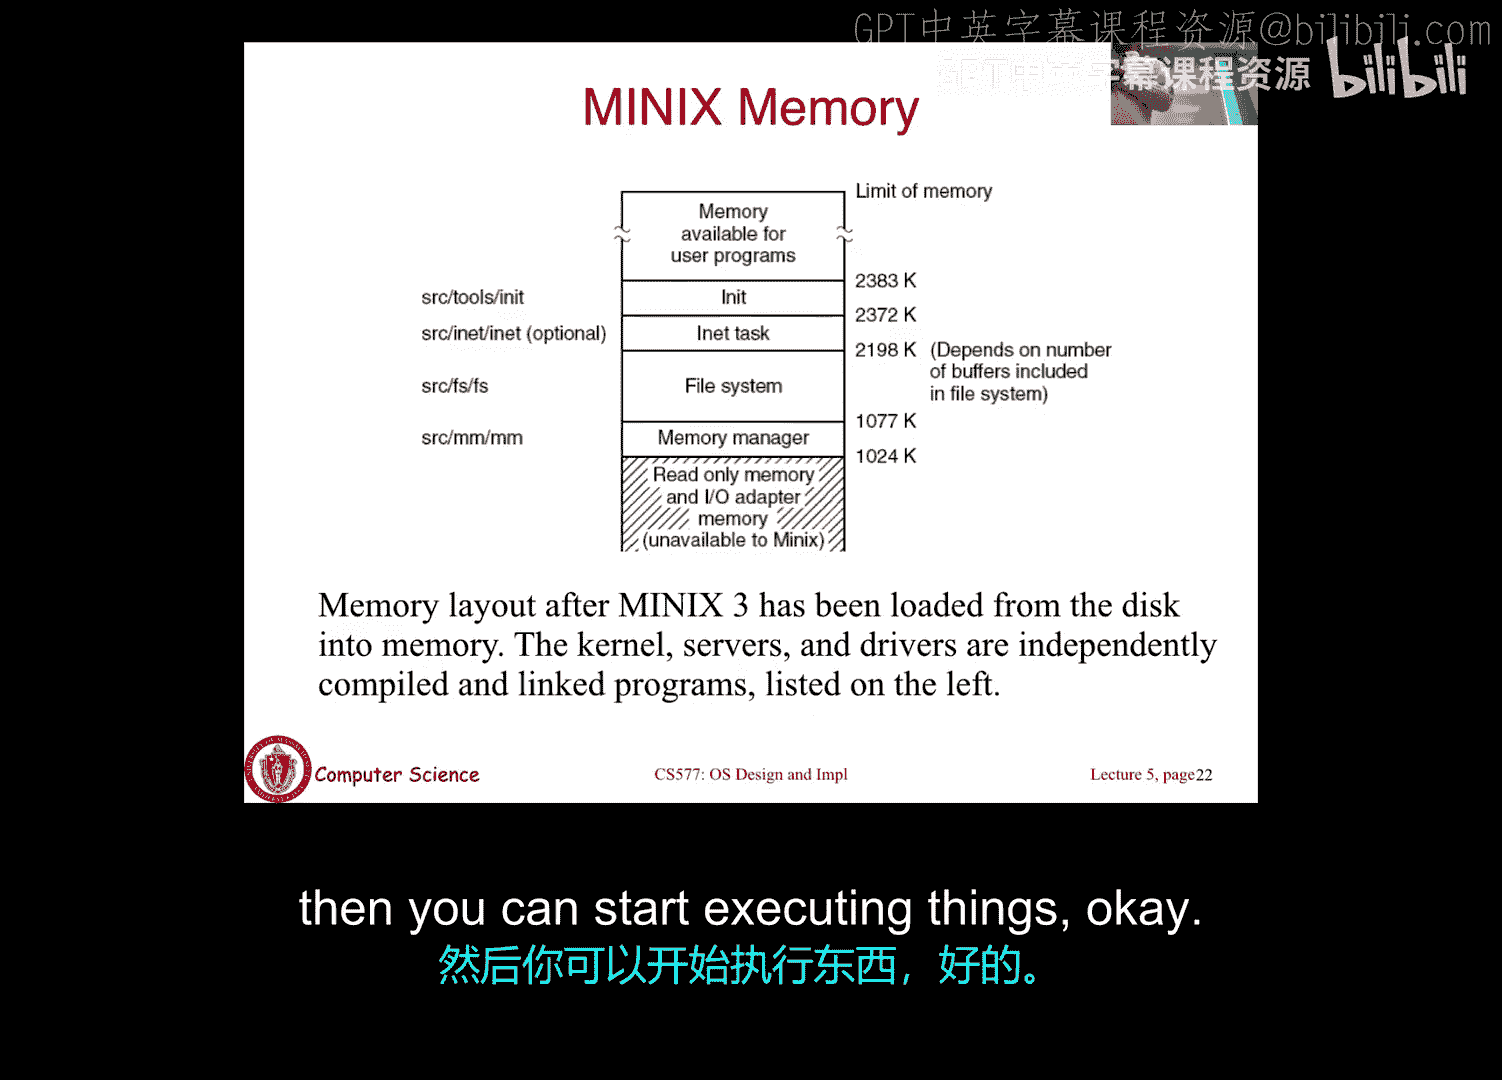 GPT中英字幕课程资源@bilibili.com
课程资源 bilibili
MINIX Memory
Limit of memory
Memory
available for
user programs
2383 K
src/tools/init
Init
2372 K
src/inet/inet (optional)
Inet task
2198 K (Depends on number
of buffers included
in file system)
src/fs/fs
File system
1077 K
src/mm/mm
Memory manager
1024 K
Read only memory
and I/O adapter
memory
(unavailable to Minix)
Memory layout after MINIX 3 has been loaded from the disk
into memory. The kernel, servers, and drivers are independently
compiled and linked programs, listed on the left.
Computer Science
CS577: OS Design and Impl
Lecture 5, page22
then you can start executing things, okay.
然后你可以开始执行东西，好的。